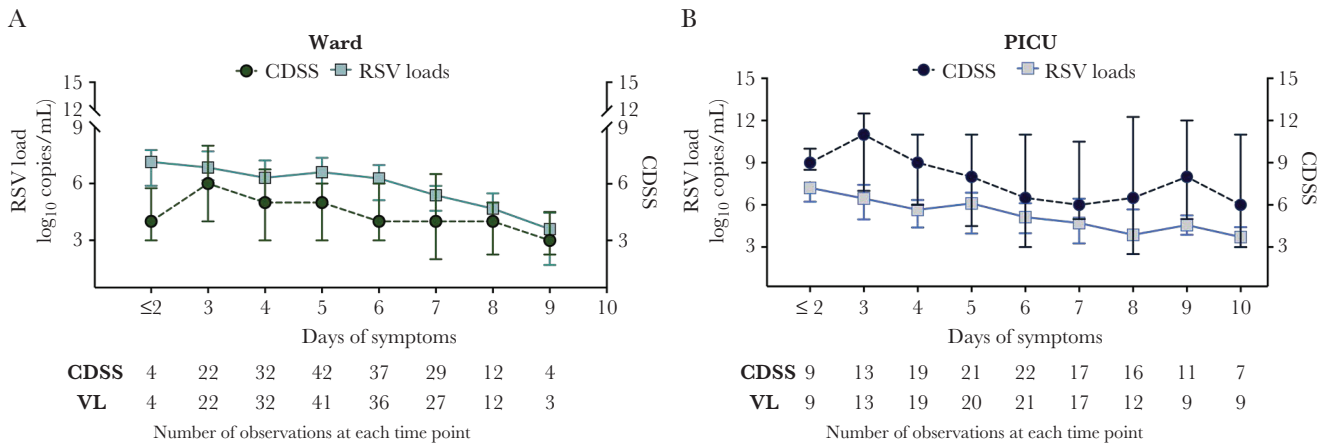 A
Ward
CDSS
RSV loads
15
12
9
6
3
RSV load
log10 copies/mL)
15
12
9
6
3
CDSS
≤2 3 4 5 6 7 8 9 10
Days of symptoms
CDSS 4 22 32 42 37 29 12 4
VL 4 22 32 41 36 27 12 3
Number of observations at each time point
B
PICU
CDSS
RSV loads
15
12
9
6
3
RSV load
log10 copies/mL)
15
12
9
6
3
CDSS
≤ 2 3 4 5 6 7 8 9 10
Days of symptoms
CDSS 9 13 19 21 22 17 16 11 7
VL 9 13 19 20 21 17 12 9 9
Number of observations at each time point